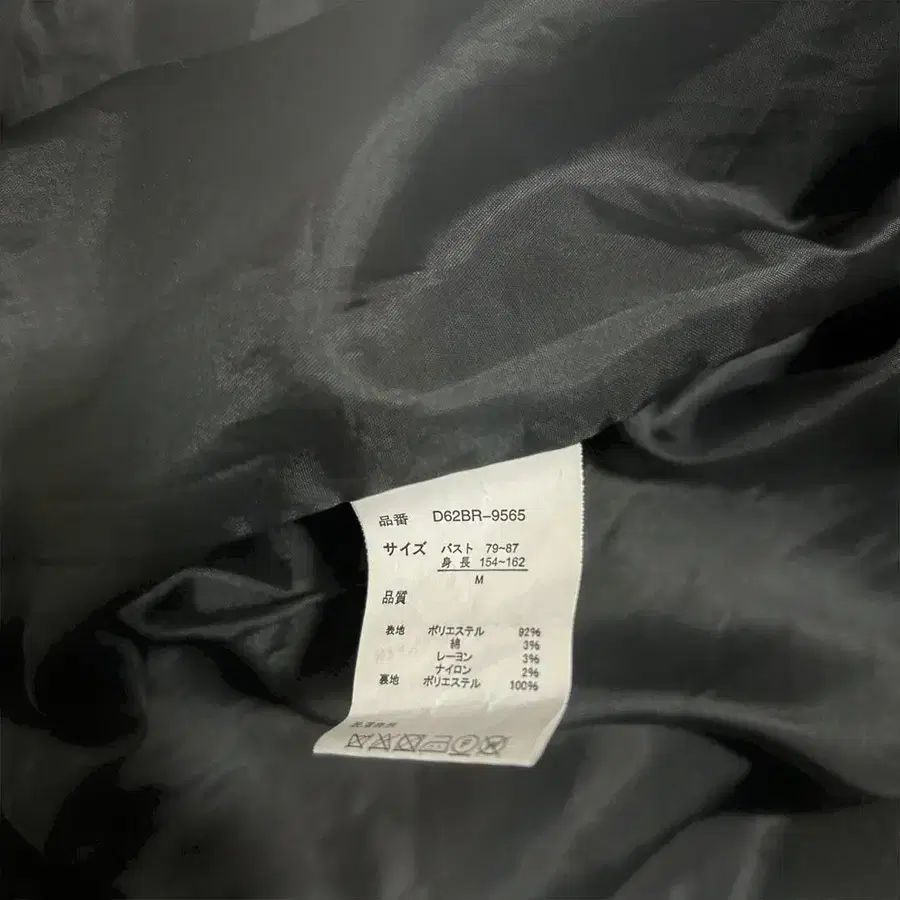 品番 D62BR-9565
サイズ バスト 79~87
身長 154~162
M
品質
表地 ポリエステル 92%
綿 3%
レーヨン 3%
ナイロン 2%
裏地 ポリエステル 100%